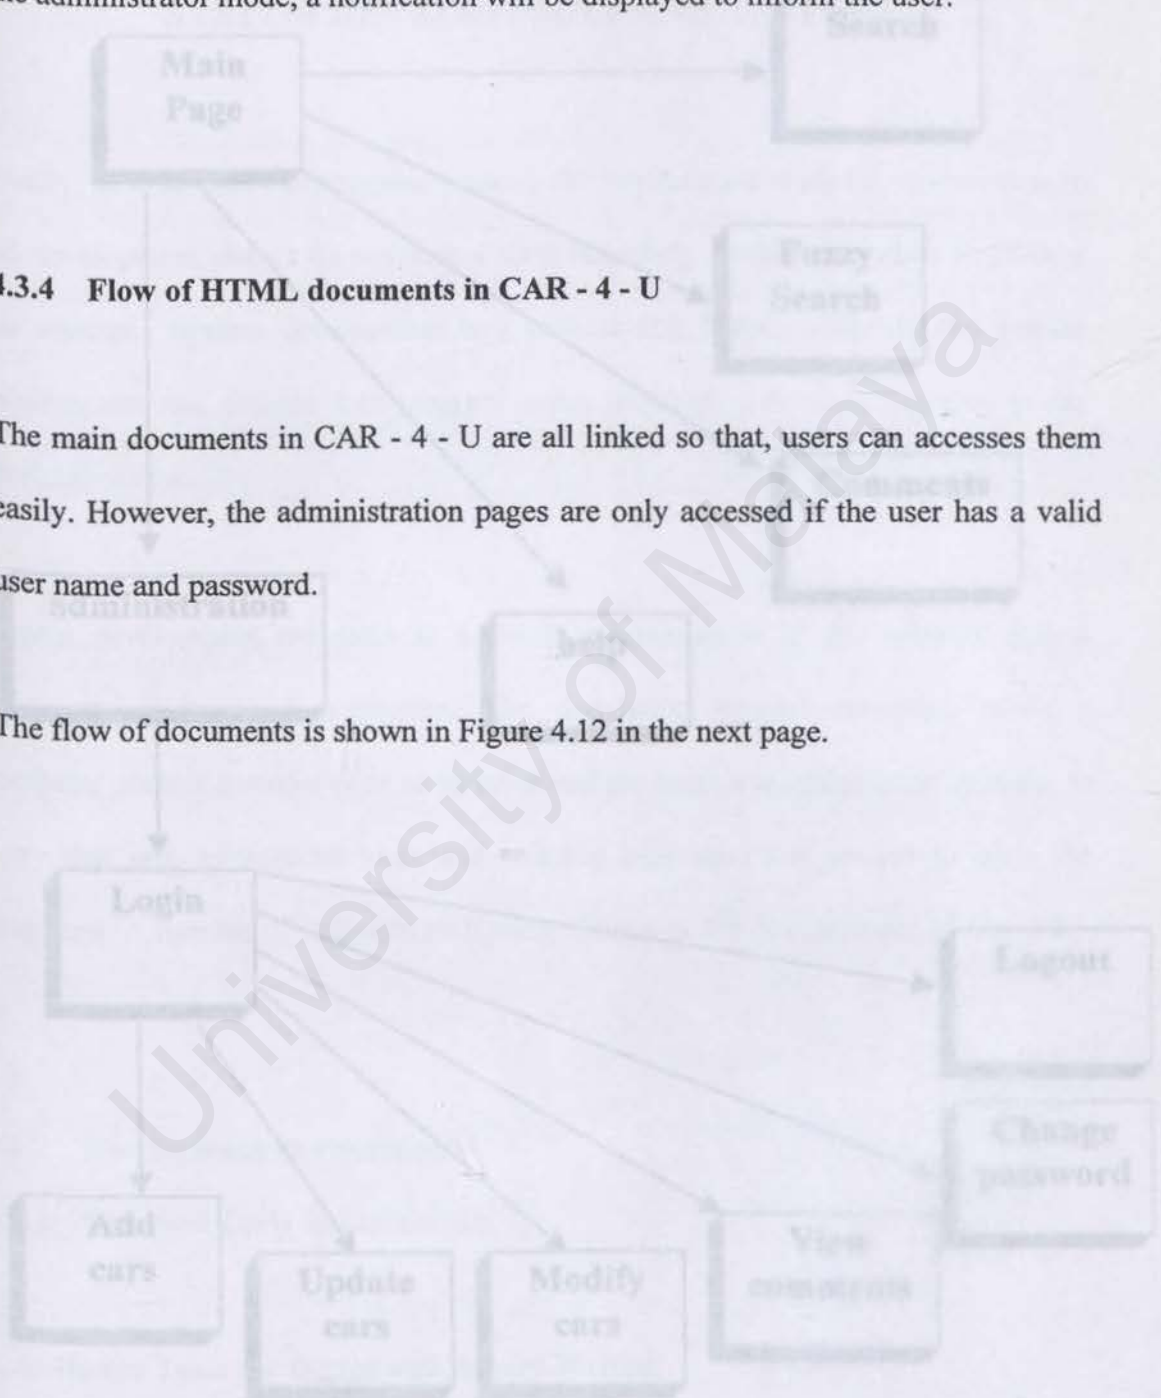 administrator mode, a notification will be displayed to inform the user.
Search
Main
Page
4.3.4 Flow of HTML documents in CAR - 4 - U
Fuzzy
Search
The main documents in CAR - 4 - U are all linked so that, users can accesses them
Comments
easily. However, the administration pages are only accessed if the user has a valid
user name and password.
administration
help
The flow of documents is shown in Figure 4.12 in the next page.
Login
Logout
Change
password
Add
cars
View
comments
Update
cars
Modify
cars
University of Malaya